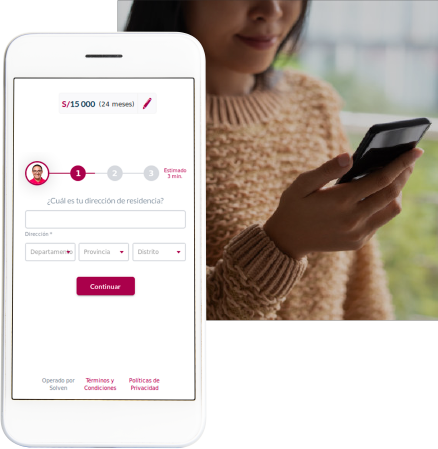 S/15 000 (24 meses)
1 2 3 Estimado
3 min.
¿Cuál es tu dirección de residencia?
Dirección *
Departamento Provincia Distrito
Continuar
Operado por Términos y Políticas de
Solven Condiciones Privacidad